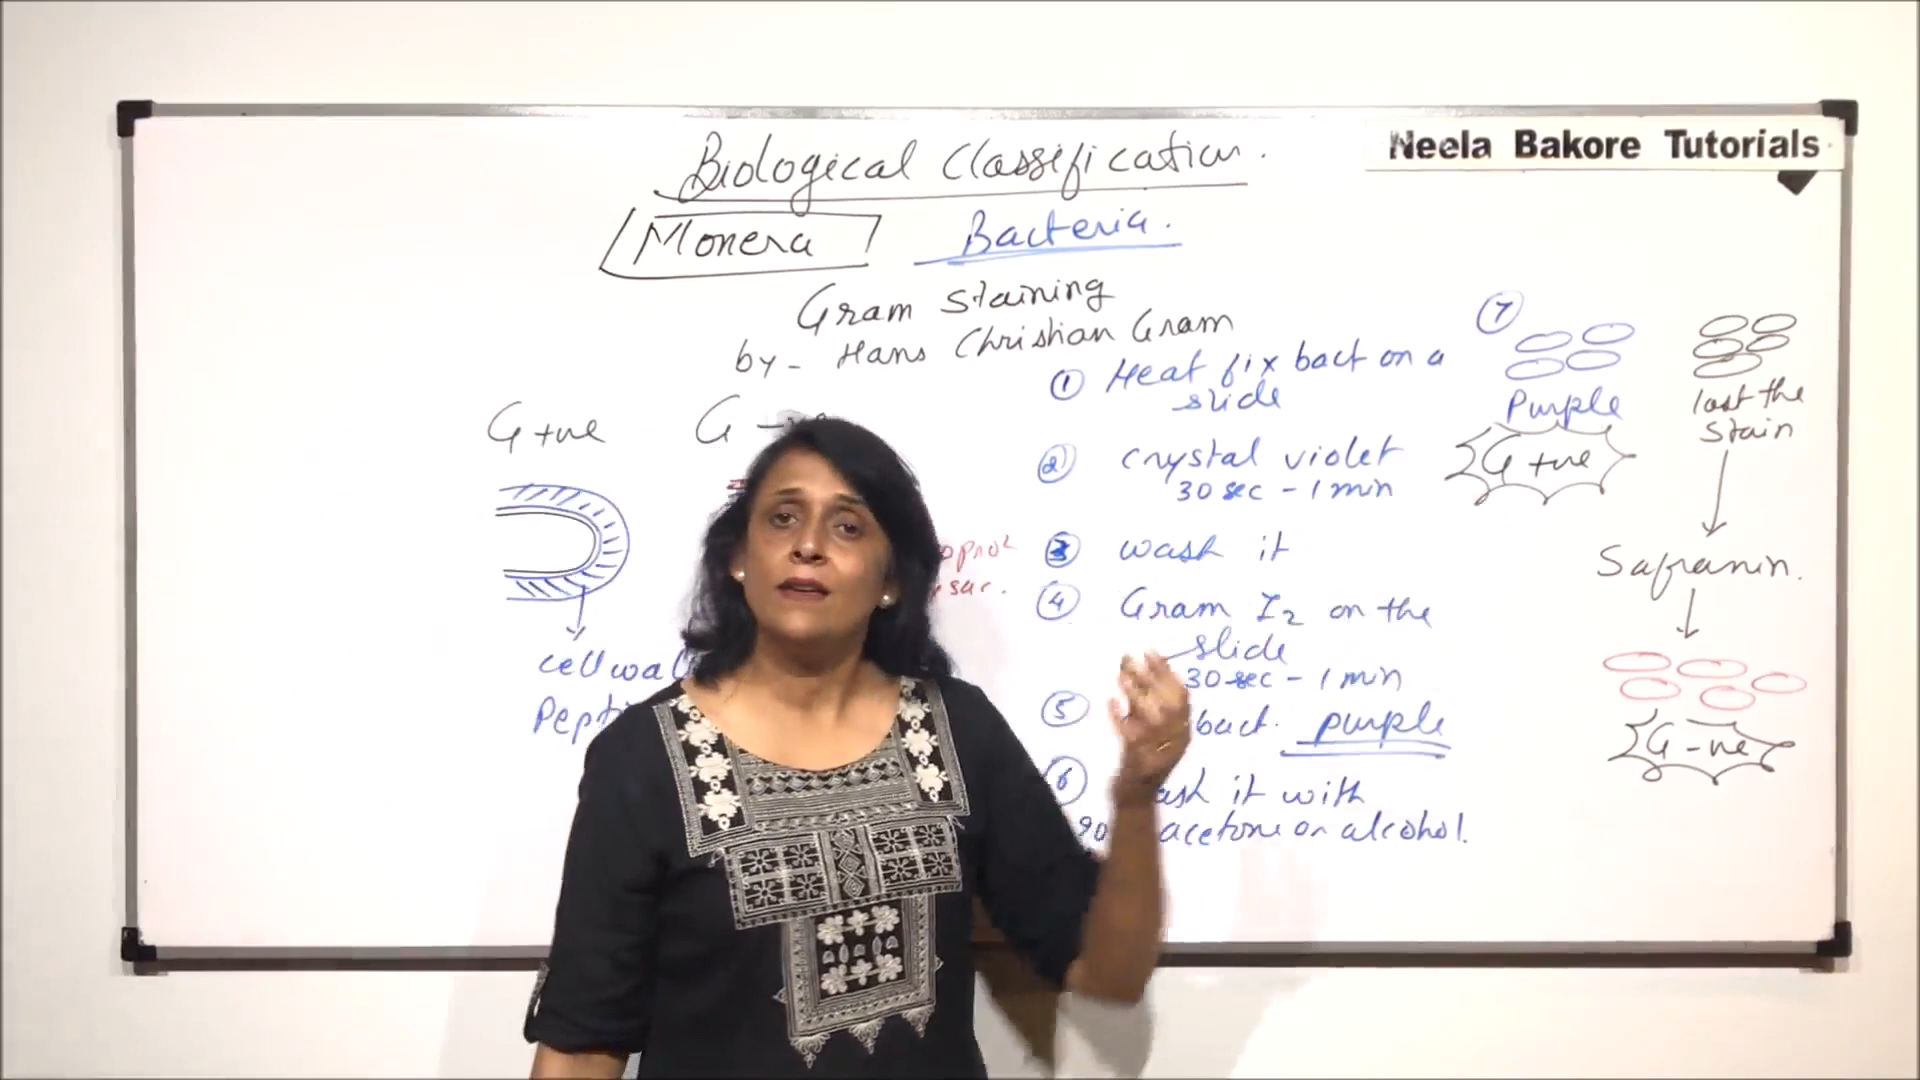 Biological Classification.
Neela Bakore Tutorials
Monera Bacteria.
Gram Staining
by - Hans Christian Gram
G +ve
① Heat fix bact on a
slide
② crystal violet
30 sec - 1 min
③ wash it
④ Gram I₂ on the
slide
30 sec - 1 min
⑤ bact. purple
⑥ it with
acetone or alcohol.
⑦
Purple
G +ve
lost the
stain
Safranin.
G -ve
cell